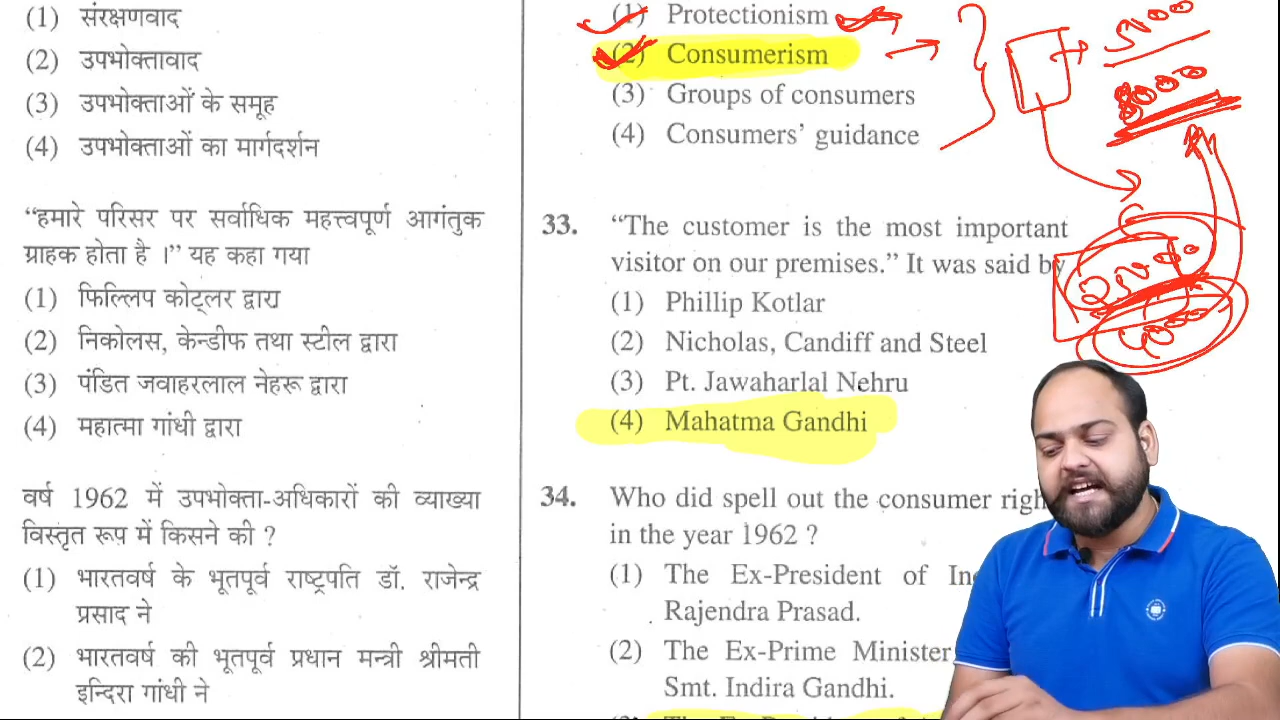 (1) संरक्षणवाद
(2) उपभोक्तावाद
(3) उपभोक्ताओं के समूह
(4) उपभोक्ताओं का मार्गदर्शन
“हमारे परिसर पर सर्वाधिक महत्त्वपूर्ण आगंतुक
ग्राहक होता है ।” यह कहा गया
(1) फिल्लिप कोट्लर द्वारा
(2) निकोलस, केन्डीफ तथा स्टील द्वारा
(3) पंडित जवाहरलाल नेहरू द्वारा
(4) महात्मा गांधी द्वारा
वर्ष 1962 में उपभोक्ता-अधिकारों की व्याख्या
विस्तृत रूप में किसने की ?
(1) भारतवर्ष के भूतपूर्व राष्ट्रपति डॉ. राजेन्द्र
प्रसाद ने
(2) भारतवर्ष की भूतपूर्व प्रधान मन्त्री श्रीमती
इन्दिरा गांधी ने
(1) Protectionism
(2) Consumerism
(3) Groups of consumers
(4) Consumers’ guidance
5000
8000
33. “The customer is the most important
visitor on our premises.” It was said by
(1) Phillip Kotlar
(2) Nicholas, Candiff and Steel
(3) Pt. Jawaharlal Nehru
(4) Mahatma Gandhi
34. Who did spell out the consumer
in the year 1962 ?
(1) The Ex-President of
Rajendra Prasad.
(2) The Ex-Prime Minister
Smt. Indira Gandhi.